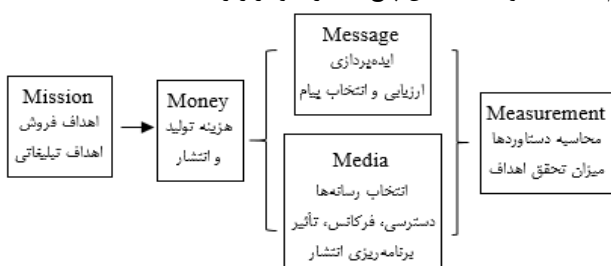 Mission
اهداف فروش
اهداف تبلیغاتی
Money
هزینه تولید
و انتشار
Message
ایده‌پردازی
ارزیابی و انتخاب پیام
Media
انتخاب رسانه‌ها
دسترسی، فرکانس، تأثیر
برنامه‌ریزی انتشار
Measurement
محاسبه دستاوردها
میزان تحقق اهداف